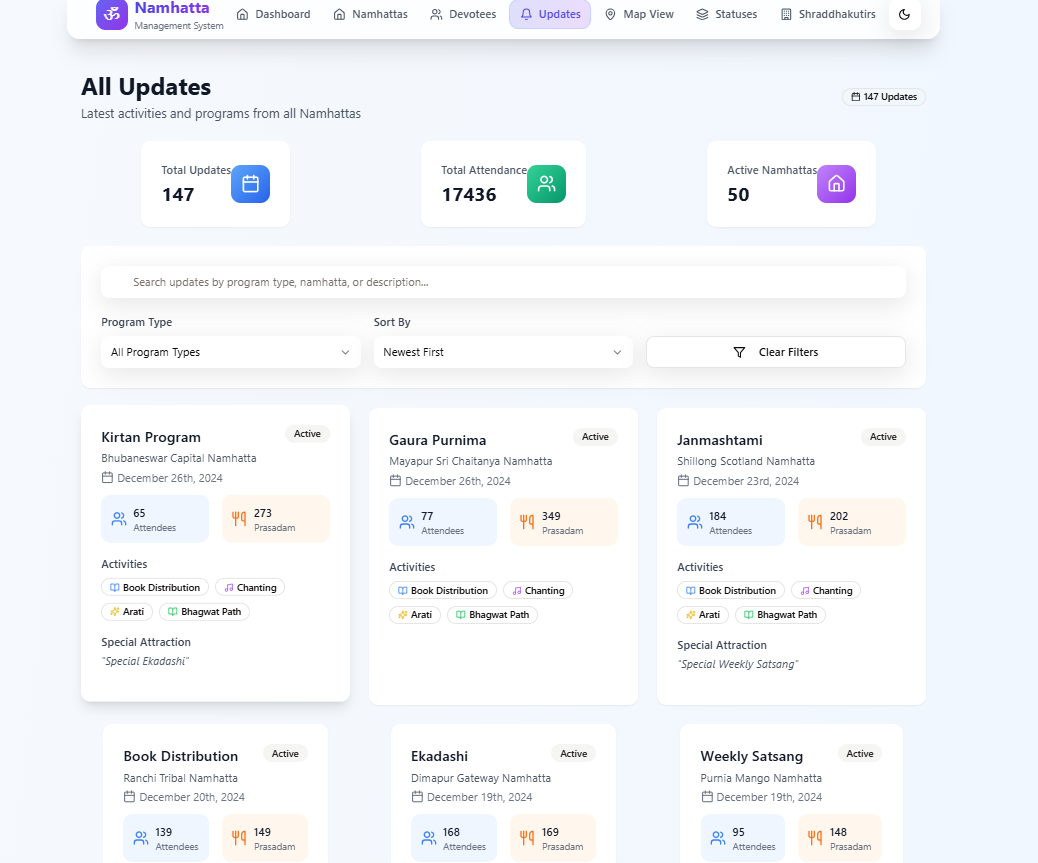 ॐ
Namhatta
Management System
Dashboard
Namhattas
Devotees
Updates
Map View
Statuses
Shraddhakutirs
All Updates
Latest activities and programs from all Namhattas
147 Updates
Total Updates
147
Total Attendance
17436
Active Namhattas
50
Search updates by program type, namhatta, or description...
Program Type
Sort By
All Program Types
Newest First
Clear Filters
Kirtan Program
Active
Bhubaneswar Capital Namhatta
December 26th, 2024
65
Attendees
273
Prasadam
Activities
Book Distribution
Chanting
Arati
Bhagwat Path
Special Attraction
"Special Ekadashi"
Gaura Purnima
Active
Mayapur Sri Chaitanya Namhatta
December 26th, 2024
77
Attendees
349
Prasadam
Activities
Book Distribution
Chanting
Arati
Bhagwat Path
Janmashtami
Active
Shillong Scotland Namhatta
December 23rd, 2024
184
Attendees
202
Prasadam
Activities
Book Distribution
Chanting
Arati
Bhagwat Path
Special Attraction
"Special Weekly Satsang"
Book Distribution
Active
Ranchi Tribal Namhatta
December 20th, 2024
139
Attendees
149
Prasadam
Ekadashi
Active
Dimapur Gateway Namhatta
December 19th, 2024
168
Attendees
169
Prasadam
Weekly Satsang
Active
Purnia Mango Namhatta
December 19th, 2024
95
Attendees
148
Prasadam